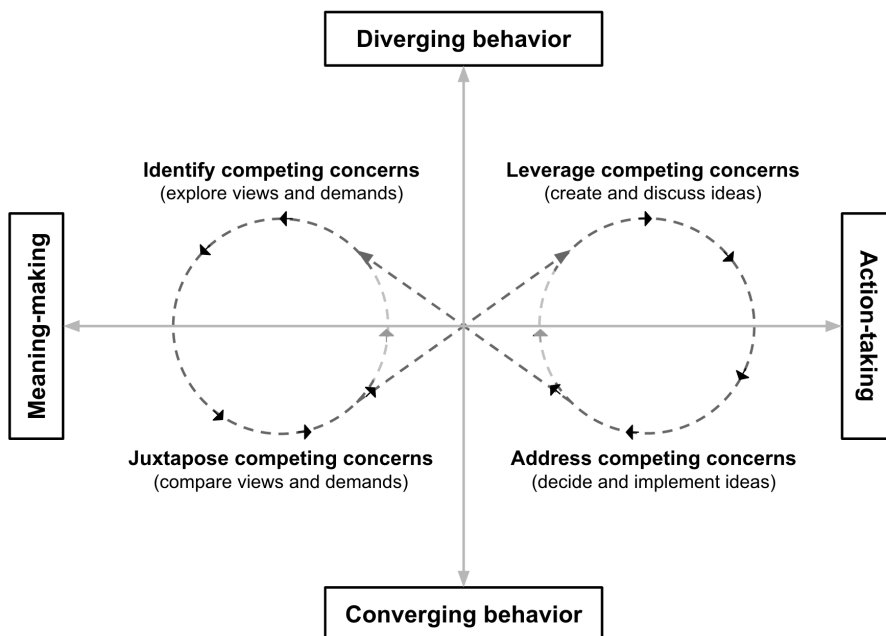 Diverging behavior
Identify competing concerns
(explore views and demands)
Leverage competing concerns
(create and discuss ideas)
Meaning-making
Action-taking
Juxtapose competing concerns
(compare views and demands)
Address competing concerns
(decide and implement ideas)
Converging behavior